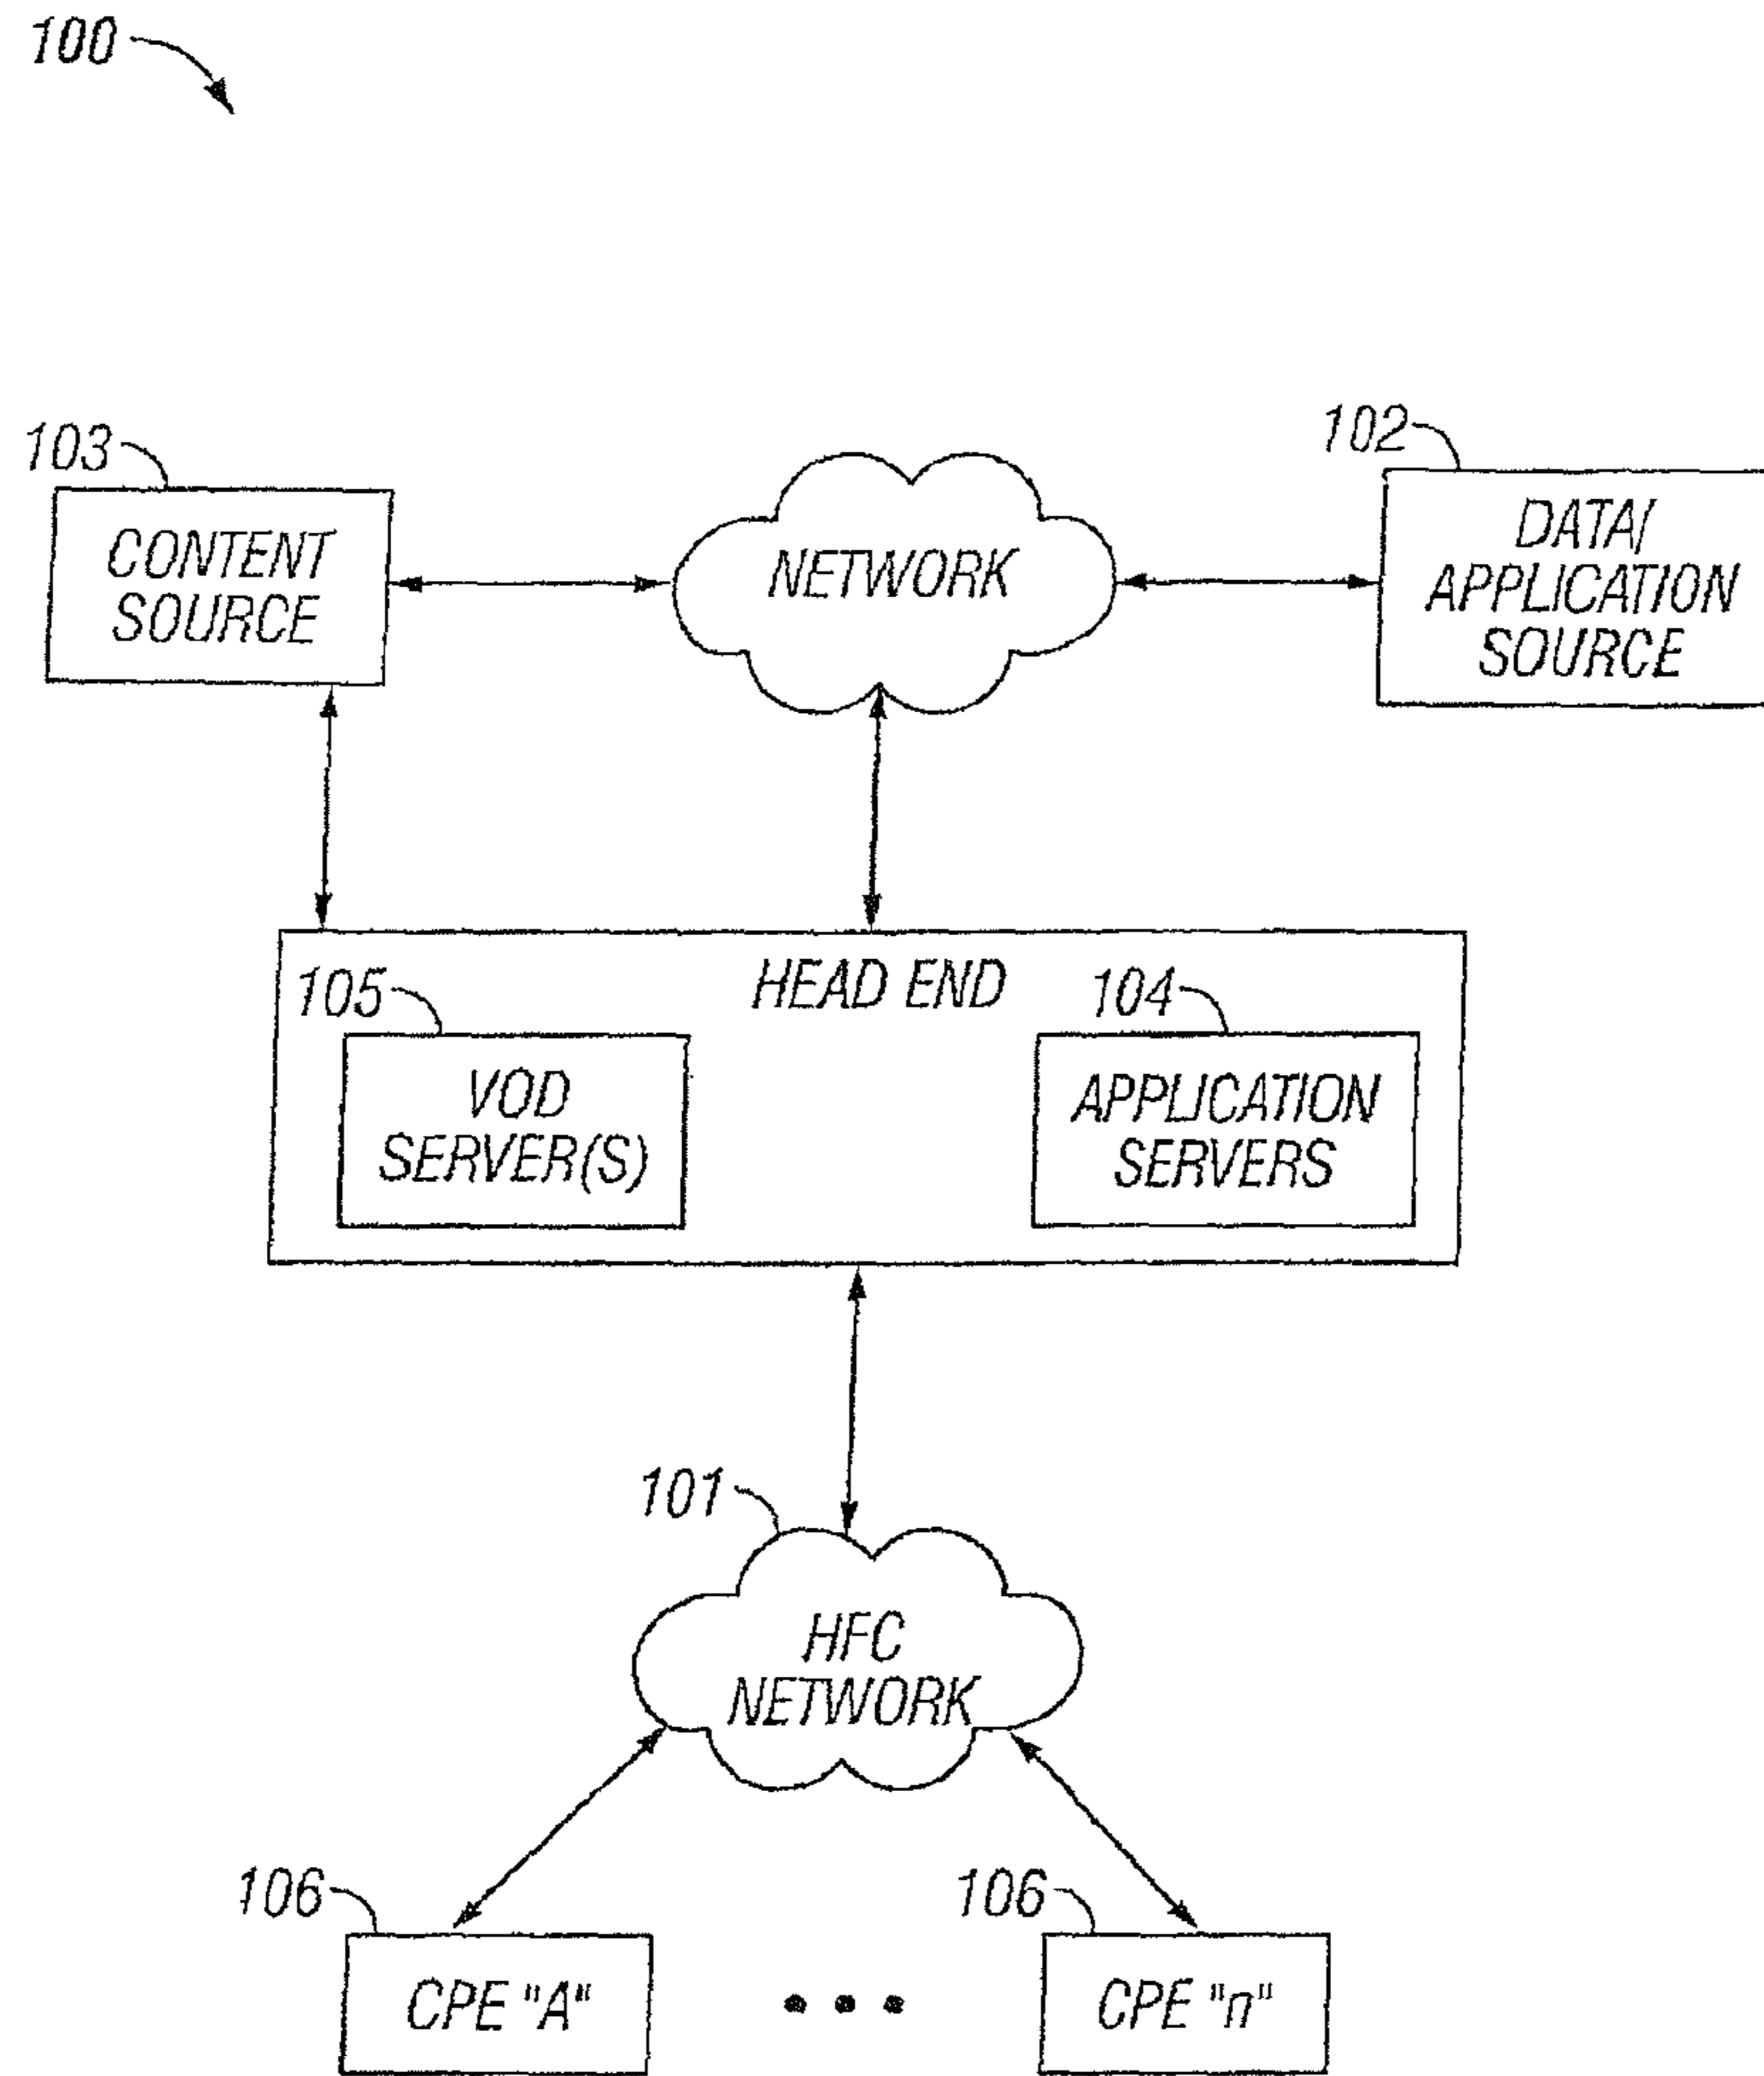 100
103
102
CONTENT
SOURCE
NETWORK
DATA/
APPLICATION
SOURCE
HEAD END
105
104
VOD
SERVER(S)
APPLICATION
SERVERS
101
HFC
NETWORK
106
106
CPE "A"
CPE "n"